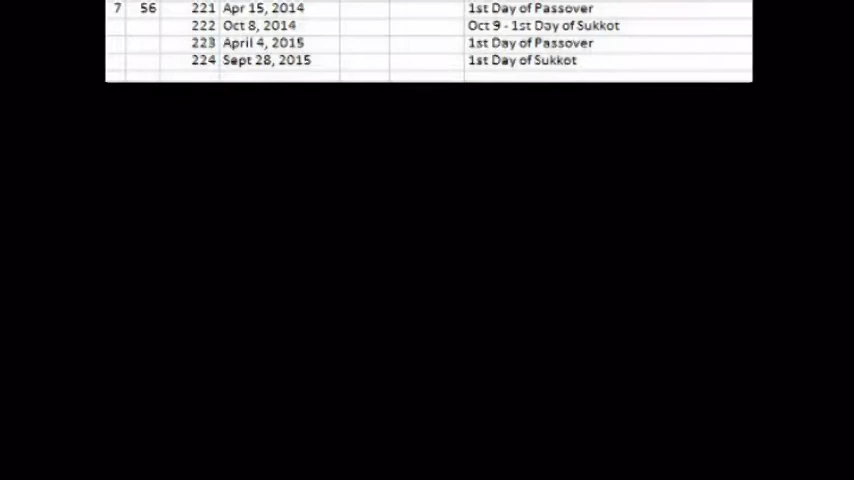 7 56 221 Apr 15, 2014 1st Day of Passover
222 Oct 8, 2014 Oct 9 - 1st Day of Sukkot
223 April 4, 2015 1st Day of Passover
224 Sept 28, 2015 1st Day of Sukkot